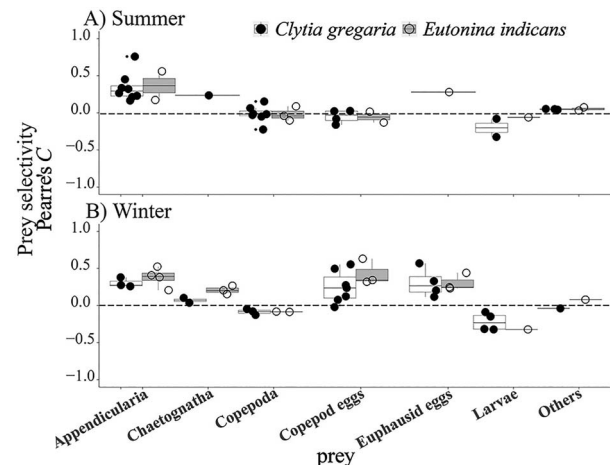 A) Summer
Clytia gregaria
Eutonina indicans
1.0
0.5
0.0
−0.5
−1.0
Prey selectivity
Pearre's C
B) Winter
1.0
0.5
0.0
−0.5
−1.0
Appendicularia
Chaetognatha
Copepoda
Copepod eggs
Euphausid eggs
Larvae
Others
prey